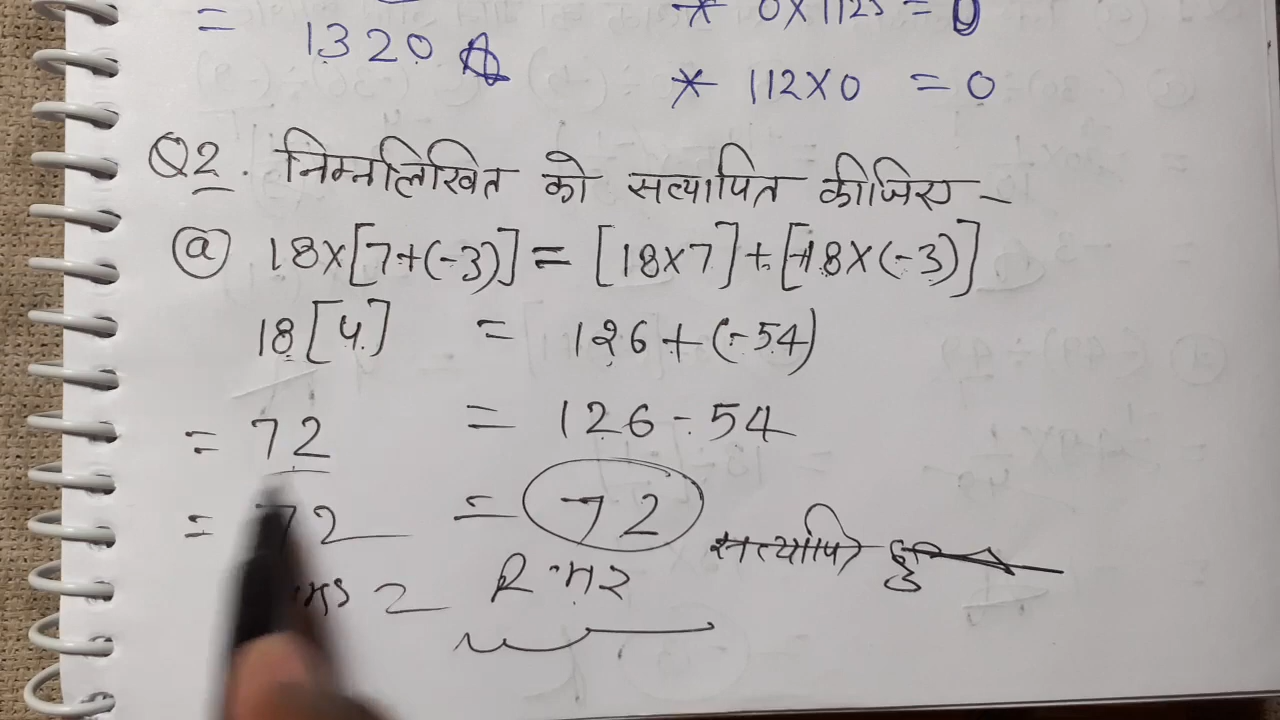 = 1320
* 0×1125 = 0
* 112×0 = 0
Q2. निम्नलिखित को सत्यापित कीजिए -
ⓐ 18×[7+(-3)] = [18×7]+[18×(-3)]
18[4] = 126+(-54)
= 72 = 126-54
= 72 = 72 सत्यापित हुआ